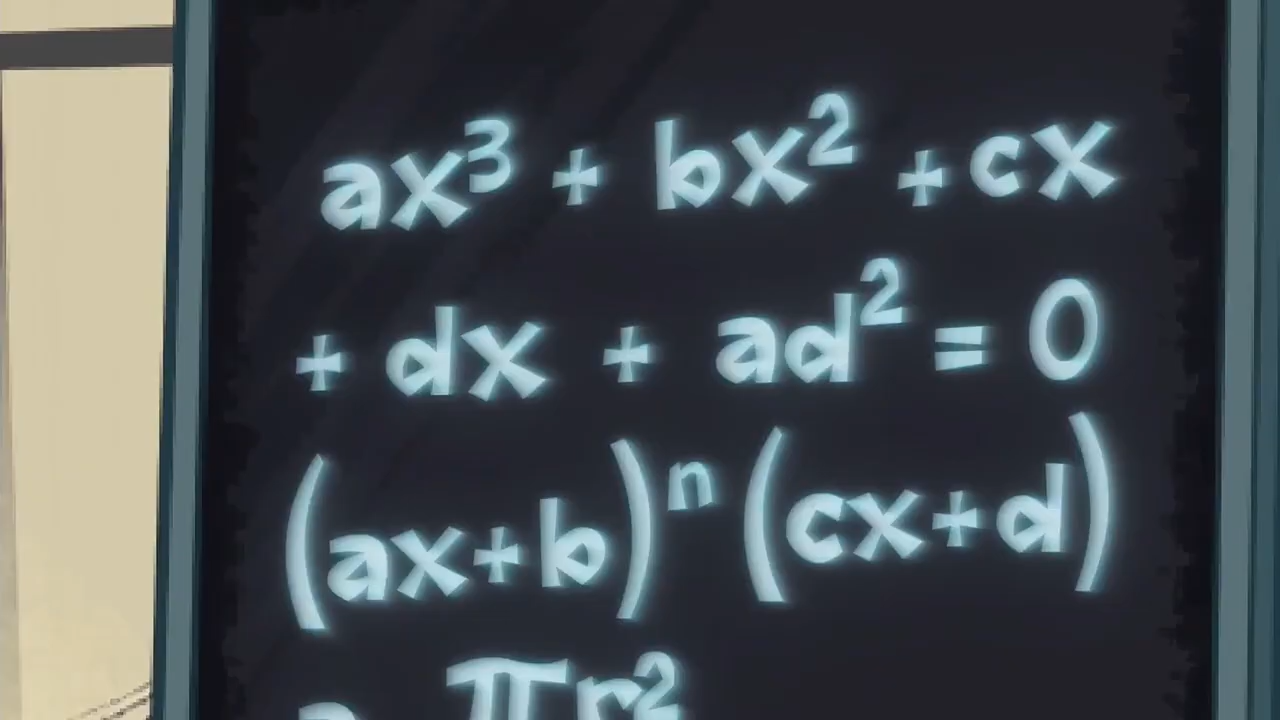 ax³ + bx² + cx
+ dx + ad² = 0
(ax+b)ⁿ (cx+d)
πr²